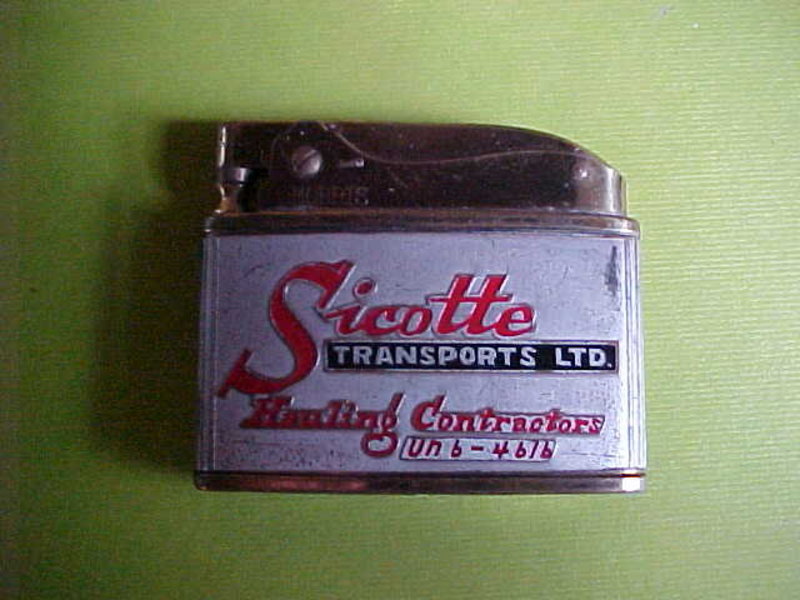 Sicotte
TRANSPORTS LTD.
Hauling Contractors
Un 6-4616